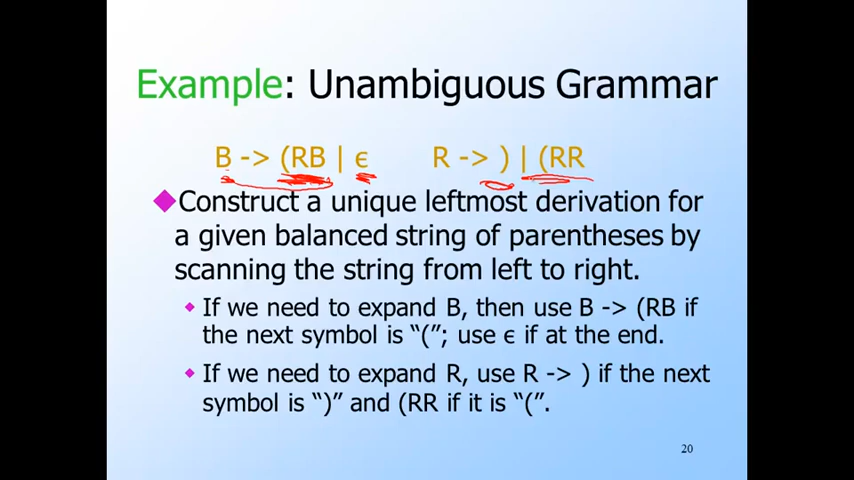 Example: Unambiguous Grammar
B -> (RB | ϵ R -> ) | (RR
Construct a unique leftmost derivation for
a given balanced string of parentheses by
scanning the string from left to right.
If we need to expand B, then use B -> (RB if
the next symbol is “(”; use ϵ if at the end.
If we need to expand R, use R -> ) if the next
symbol is “)” and (RR if it is “(”.
20